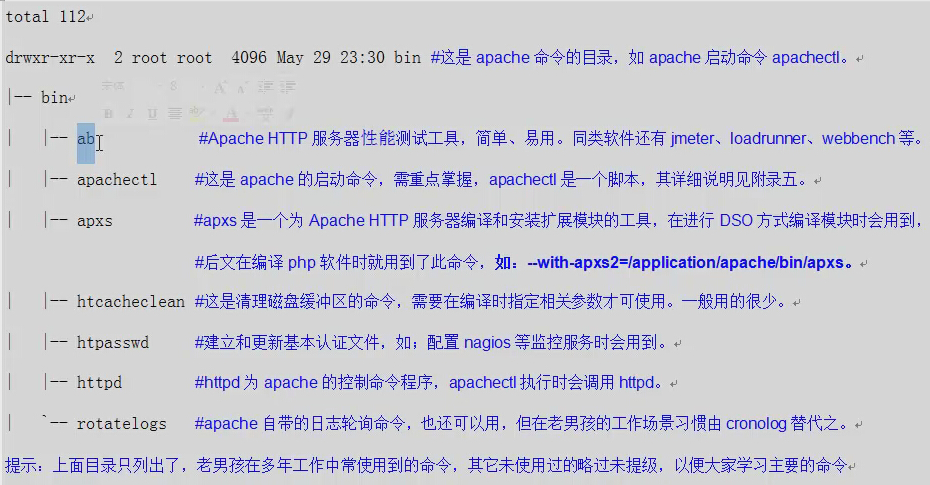 total 112
drwxr-xr-x 2 root root 4096 May 29 23:30 bin #这是 apache 命令的目录，如 apache 启动命令 apachectl。
|-- bin
| |-- ab #Apache HTTP 服务器性能测试工具，简单、易用。同类软件还有 jmeter、loadrunner、webbench 等。
| |-- apachectl #这是 apache 的启动命令，需重点掌握，apachectl 是一个脚本，其详细说明见附录五。
| |-- apxs #apxs 是一个为 Apache HTTP 服务器编译和安装扩展模块的工具，在进行 DSO 方式编译模块时会用到，
#后文在编译 php 软件时就用到了此命令，如：--with-apxs2=/application/apache/bin/apxs。
| |-- htcacheclean #这是清理磁盘缓冲区的命令，需要在编译时指定相关参数才可使用。一般用的很少。
| |-- htpasswd #建立和更新基本认证文件，如；配置 nagios 等监控服务时会用到。
| |-- httpd #httpd 为 apache 的控制命令程序，apachectl 执行时会调用 httpd。
| `-- rotatelogs #apache 自带的日志轮询命令，也还可以用，但在老男孩的工作场景习惯由 cronolog 替代之。
提示：上面目录只列出了，老男孩在多年工作中常使用到的命令，其它未使用过的略过未提级，以便大家学习主要的命令